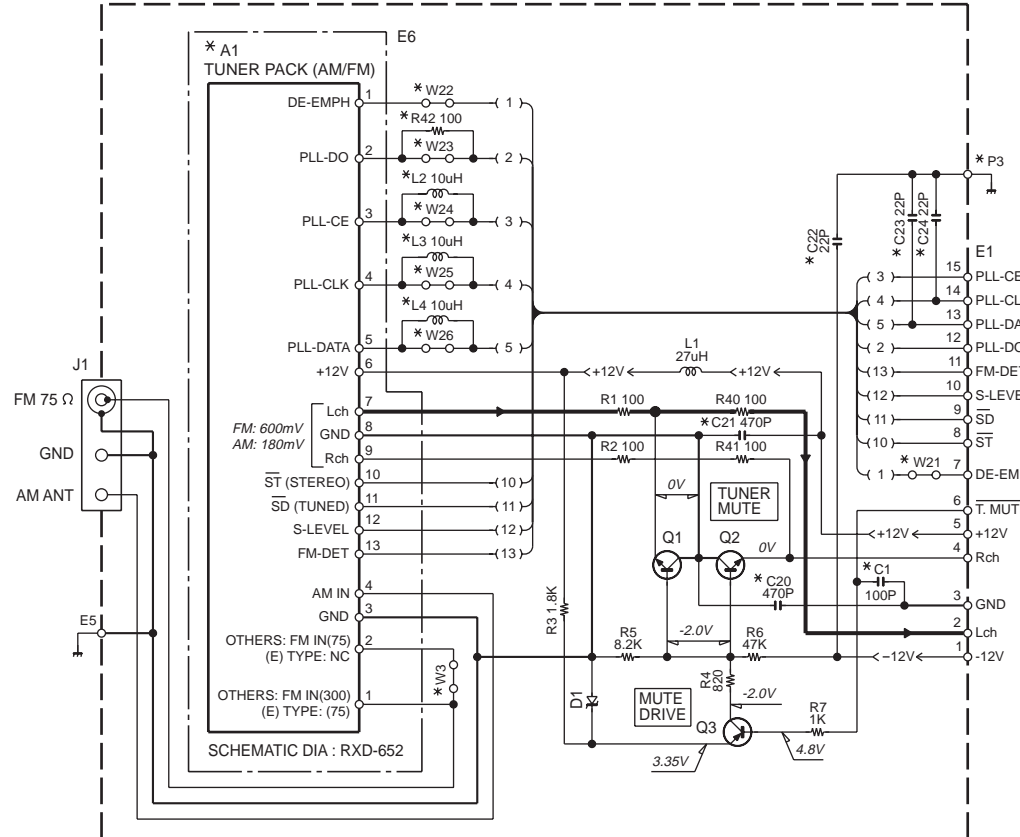 E6
* A1
TUNER PACK (AM/FM)
DE-EMPH
1
* W22
( 1 )
* R42 100
PLL-DO
2
* W23
( 2 )
* L2 10uH
PLL-CE
3
* W24
( 3 )
* L3 10uH
PLL-CLK
4
* W25
( 4 )
* L4 10uH
PLL-DATA
5
* W26
( 5 )
+12V
6
<+12V
L1
27uH
<+12V
Lch
7
R1 100
R40 100
FM: 600mV
AM: 180mV
GND
8
* C21 470P
Rch
9
R2 100
R41 100
ST (STEREO)
10
(10)
SD (TUNED)
11
(11)
S-LEVEL
12
(12)
FM-DET
13
(13)
AM IN
4
GND
3
OTHERS: FM IN(75)
(E) TYPE: NC
2
* W3
OTHERS: FM IN(300)
(E) TYPE: (75)
1
SCHEMATIC DIA : RXD-652
J1
FM 75 Ω
GND
AM ANT
E5
0V
TUNER
MUTE
Q1
Q2
0V
* C20
470P
R3 1.8K
-2.0V
R5
8.2K
R6
47K
R4
820
D1
MUTE
DRIVE
-2.0V
Q3
R7
1K
3.35V
4.8V
* P3
* C22
22P
* C23 22P
* C24 22P
E1
( 3 )
15
PLL-CE
( 4 )
14
PLL-CL
( 5 )
13
PLL-DA
( 2 )
12
PLL-DO
(13)
11
FM-DET
(12)
10
S-LEVE
(11)
9
SD
(10)
8
ST
( 1 )
* W21
7
DE-EM
6
T. MUT
<+12V
5
+12V
4
Rch
* C1
100P
3
GND
2
Lch
<-12V
1
-12V